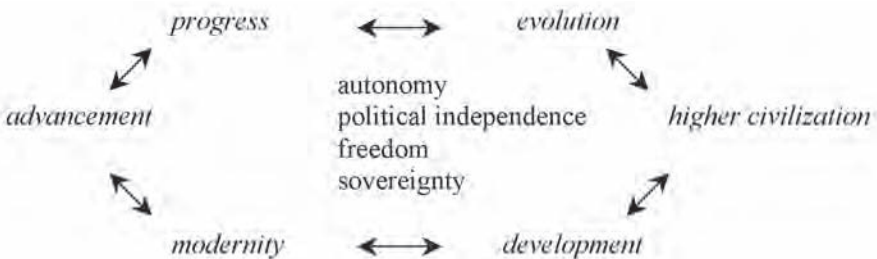 progress evolution
autonomy
advancement political independence higher civilization
freedom
sovereignty
modernity development